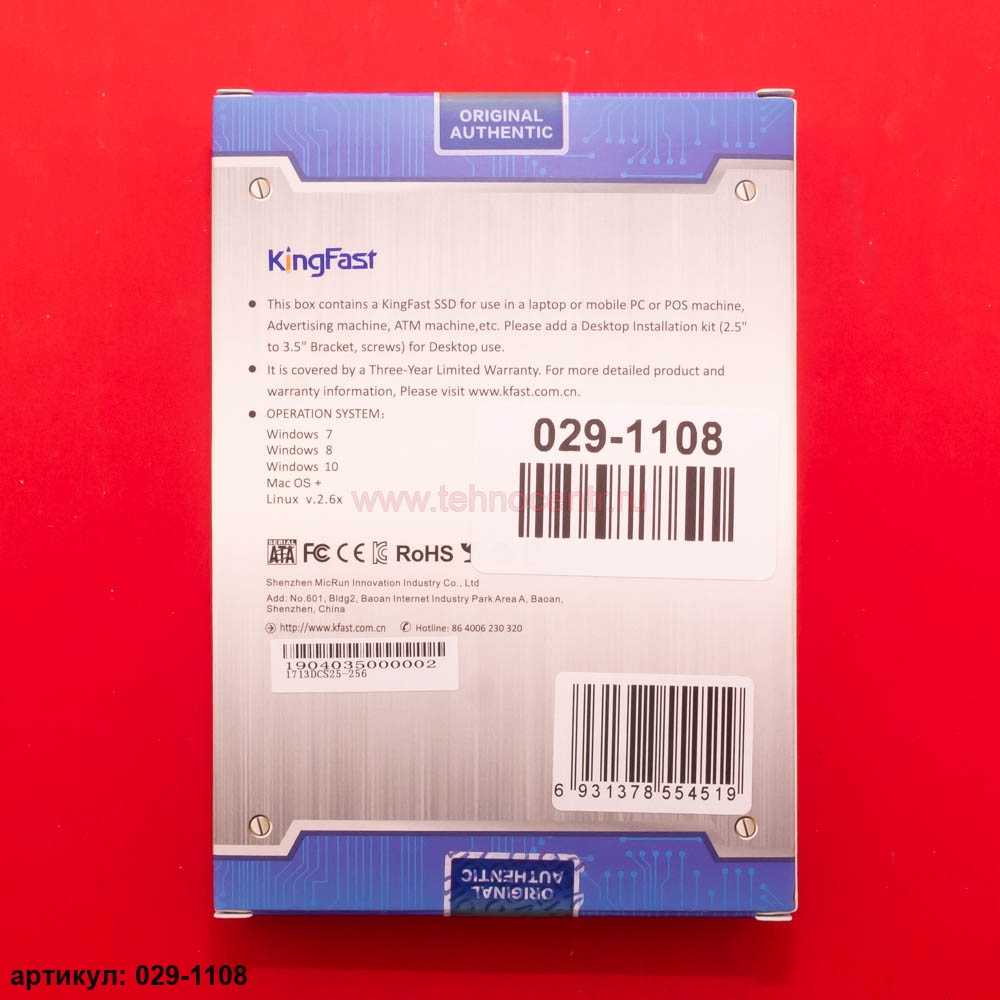 ORIGINAL
AUTHENTIC
KingFast
This box contains a KingFast SSD for use in a laptop or mobile PC or POS machine,
Advertising machine, ATM machine,etc. Please add a Desktop Installation kit (2.5"
to 3.5" Bracket, screws) for Desktop use.
It is covered by a Three-Year Limited Warranty. For more detailed product and
warranty information, Please visit www.kfast.com.cn.
OPERATION SYSTEM:
Windows 7
Windows 8
Windows 10
Mac OS +
Linux v.2.6x
029-1108
www.tehnocentr.ru
SERIAL
ATA FC CE RoHS
Shenzhen MicRun Innovation Industry Co., Ltd
Add: No.601, Bldg2, Baoan Internet Industry Park Area A, Baoan,
Shenzhen, China
http://www.kfast.com.cn Hotline: 86 4006 230 320
1904035000002
1713DCS25-256
6 931378 554519
ORIGINAL
AUTHENTIC
артикул: 029-1108